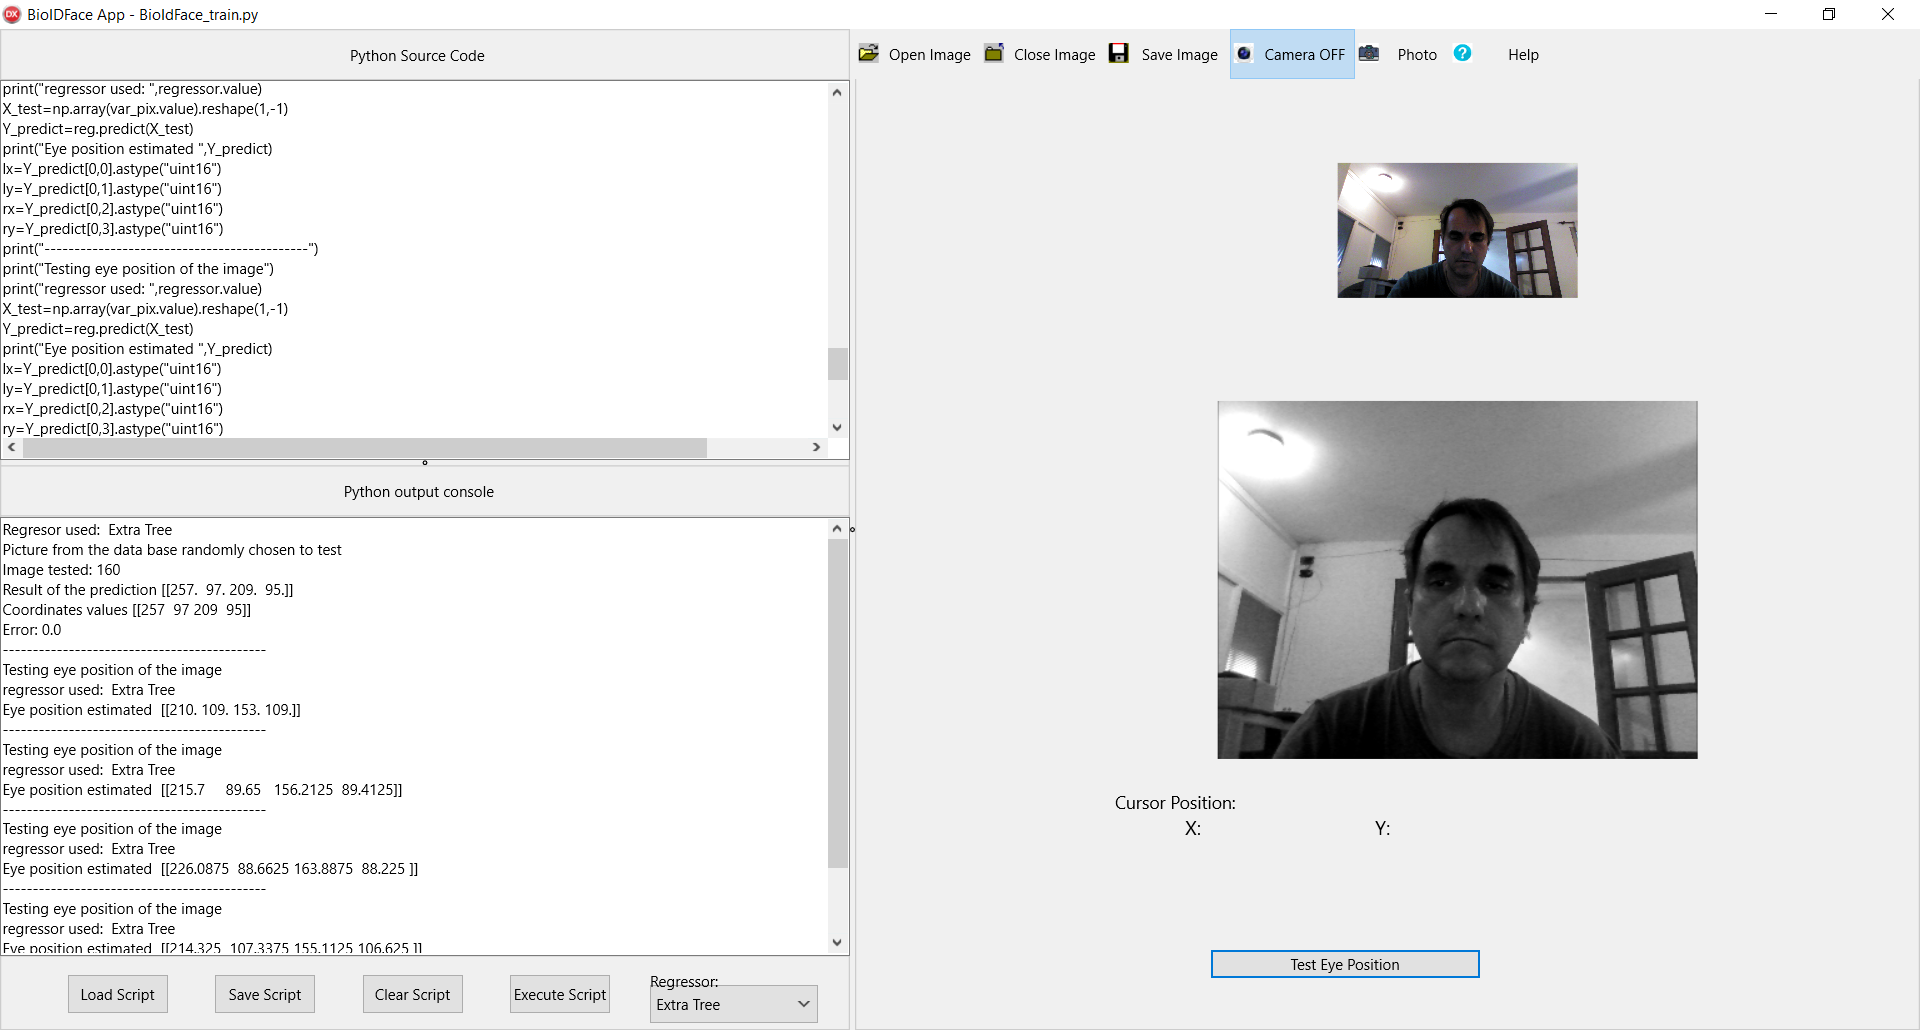 BioIDFace App - BioIdFace_train.py
Python Source Code
print("regressor used: ",regressor.value)
X_test=np.array(var_pix.value).reshape(1,-1)
Y_predict=reg.predict(X_test)
print("Eye position estimated ",Y_predict)
lx=Y_predict[0,0].astype("uint16")
ly=Y_predict[0,1].astype("uint16")
rx=Y_predict[0,2].astype("uint16")
ry=Y_predict[0,3].astype("uint16")
print("--------------------------------------------")
print("Testing eye position of the image")
print("regressor used: ",regressor.value)
X_test=np.array(var_pix.value).reshape(1,-1)
Y_predict=reg.predict(X_test)
print("Eye position estimated ",Y_predict)
lx=Y_predict[0,0].astype("uint16")
ly=Y_predict[0,1].astype("uint16")
rx=Y_predict[0,2].astype("uint16")
ry=Y_predict[0,3].astype("uint16")
Python output console
Regresor used:  Extra Tree
Picture from the data base randomly chosen to test
Image tested: 160
Result of the prediction [[257.  97. 209.  95.]]
Coordinates values [[257  97 209  95]]
Error: 0.0
--------------------------------------------
Testing eye position of the image
regressor used:  Extra Tree
Eye position estimated  [[210. 109. 153. 109.]]
--------------------------------------------
Testing eye position of the image
regressor used:  Extra Tree
Eye position estimated  [[215.7     89.65   156.2125  89.4125]]
--------------------------------------------
Testing eye position of the image
regressor used:  Extra Tree
Eye position estimated  [[226.0875  88.6625 163.8875  88.225 ]]
--------------------------------------------
Testing eye position of the image
regressor used:  Extra Tree
Eye position estimated  [[214.325  107.3375 155.1125 106.625 ]]
Load Script
Save Script
Clear Script
Execute Script
Regressor:
Extra Tree
Open Image
Close Image
Save Image
Camera OFF
Photo
?
Help
Cursor Position:
X:
Y:
Test Eye Position
DX